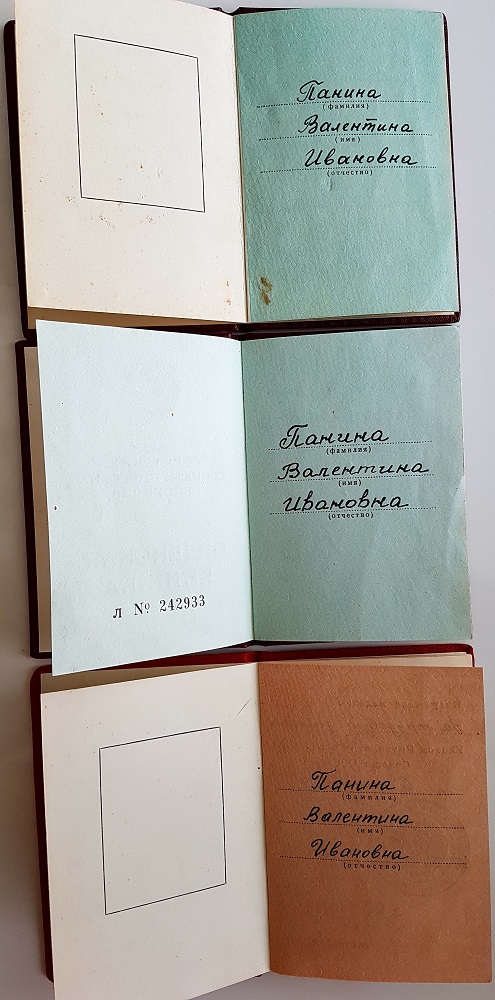 Панина
(фамилия)
Валентина
(имя)
Ивановна
(отчество)
Панина
(фамилия)
Валентина
(имя)
Ивановна
(отчество)
Л № 242933
Панина
(фамилия)
Валентина
(имя)
Ивановна
(отчество)